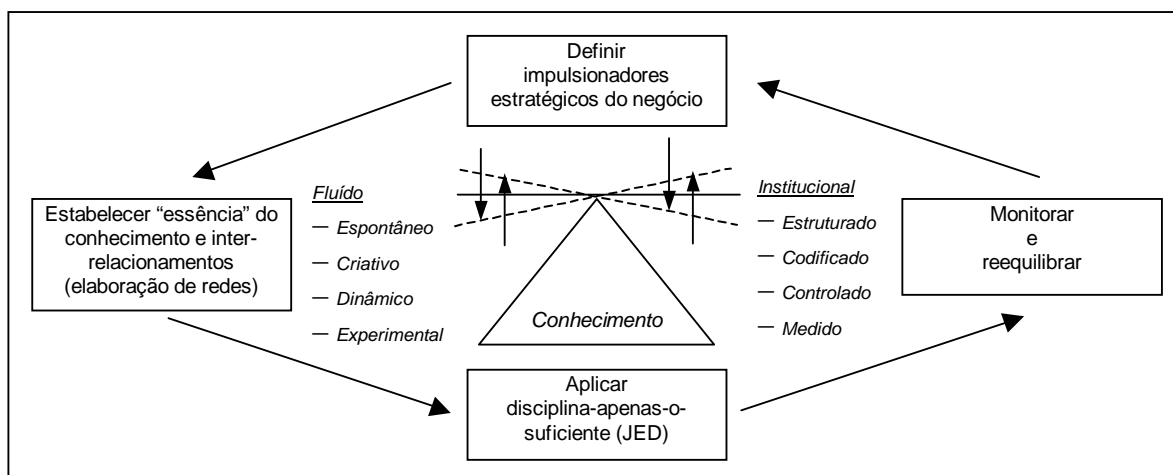 Definir
impulsionadores
estratégicos do negócio
Estabelecer “essência” do
conhecimento e inter-
relacionamentos
(elaboração de redes)
Fluído
— Espontâneo
— Criativo
— Dinâmico
— Experimental
Conhecimento
Institucional
— Estruturado
— Codificado
— Controlado
— Medido
Monitorar
e
reequilibrar
Aplicar
disciplina-apenas-o-
suficiente (JED)